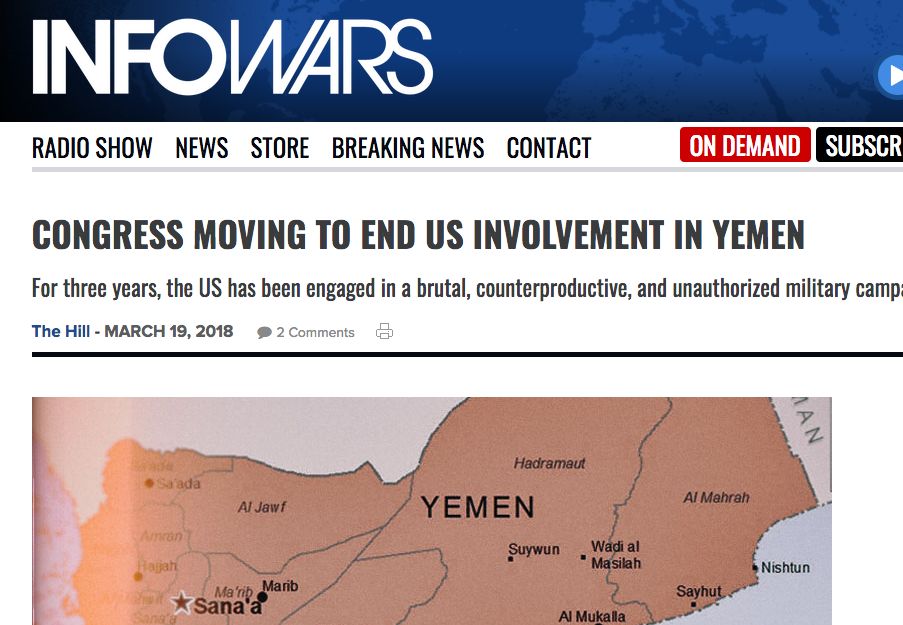 INFOWARS
RADIO SHOW NEWS STORE BREAKING NEWS CONTACT ON DEMAND SUBSCR
CONGRESS MOVING TO END US INVOLVEMENT IN YEMEN
For three years, the US has been engaged in a brutal, counterproductive, and unauthorized military campa
The Hill - MARCH 19, 2018 2 Comments
MAN
Hadramaut
Sa'ada
Sa'ada
Al Jawf
YEMEN
Al Mahrah
Amran
Suywun
Wadi al
Masilah
Hajjah
Nishtun
Ma'rib
Marib
Sayhut
Sana'a
Sana'a
Al Mukalla